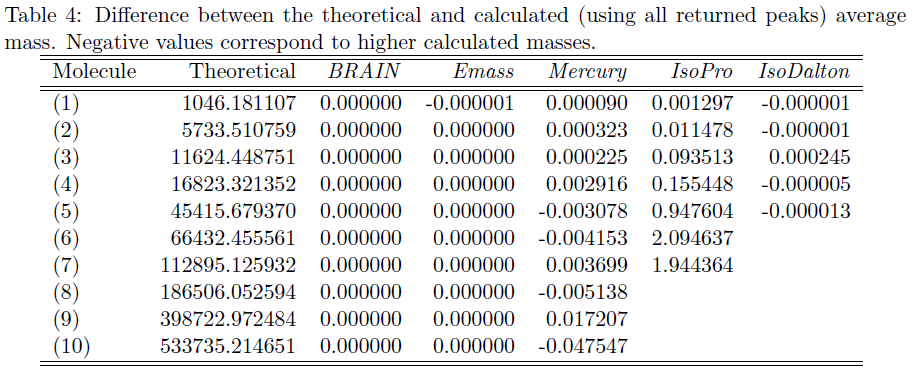 Table 4: Difference between the theoretical and calculated (using all returned peaks) average
mass. Negative values correspond to higher calculated masses.
Molecule Theoretical BRAIN Emass Mercury IsoPro IsoDalton
(1) 1046.181107 0.000000 -0.000001 0.000090 0.001297 -0.000001
(2) 5733.510759 0.000000 0.000000 0.000323 0.011478 -0.000001
(3) 11624.448751 0.000000 0.000000 0.000225 0.093513 0.000245
(4) 16823.321352 0.000000 0.000000 0.002916 0.155448 -0.000005
(5) 45415.679370 0.000000 0.000000 -0.003078 0.947604 -0.000013
(6) 66432.455561 0.000000 0.000000 -0.004153 2.094637
(7) 112895.125932 0.000000 0.000000 0.003699 1.944364
(8) 186506.052594 0.000000 0.000000 -0.005138
(9) 398722.972484 0.000000 0.000000 0.017207
(10) 533735.214651 0.000000 0.000000 -0.047547